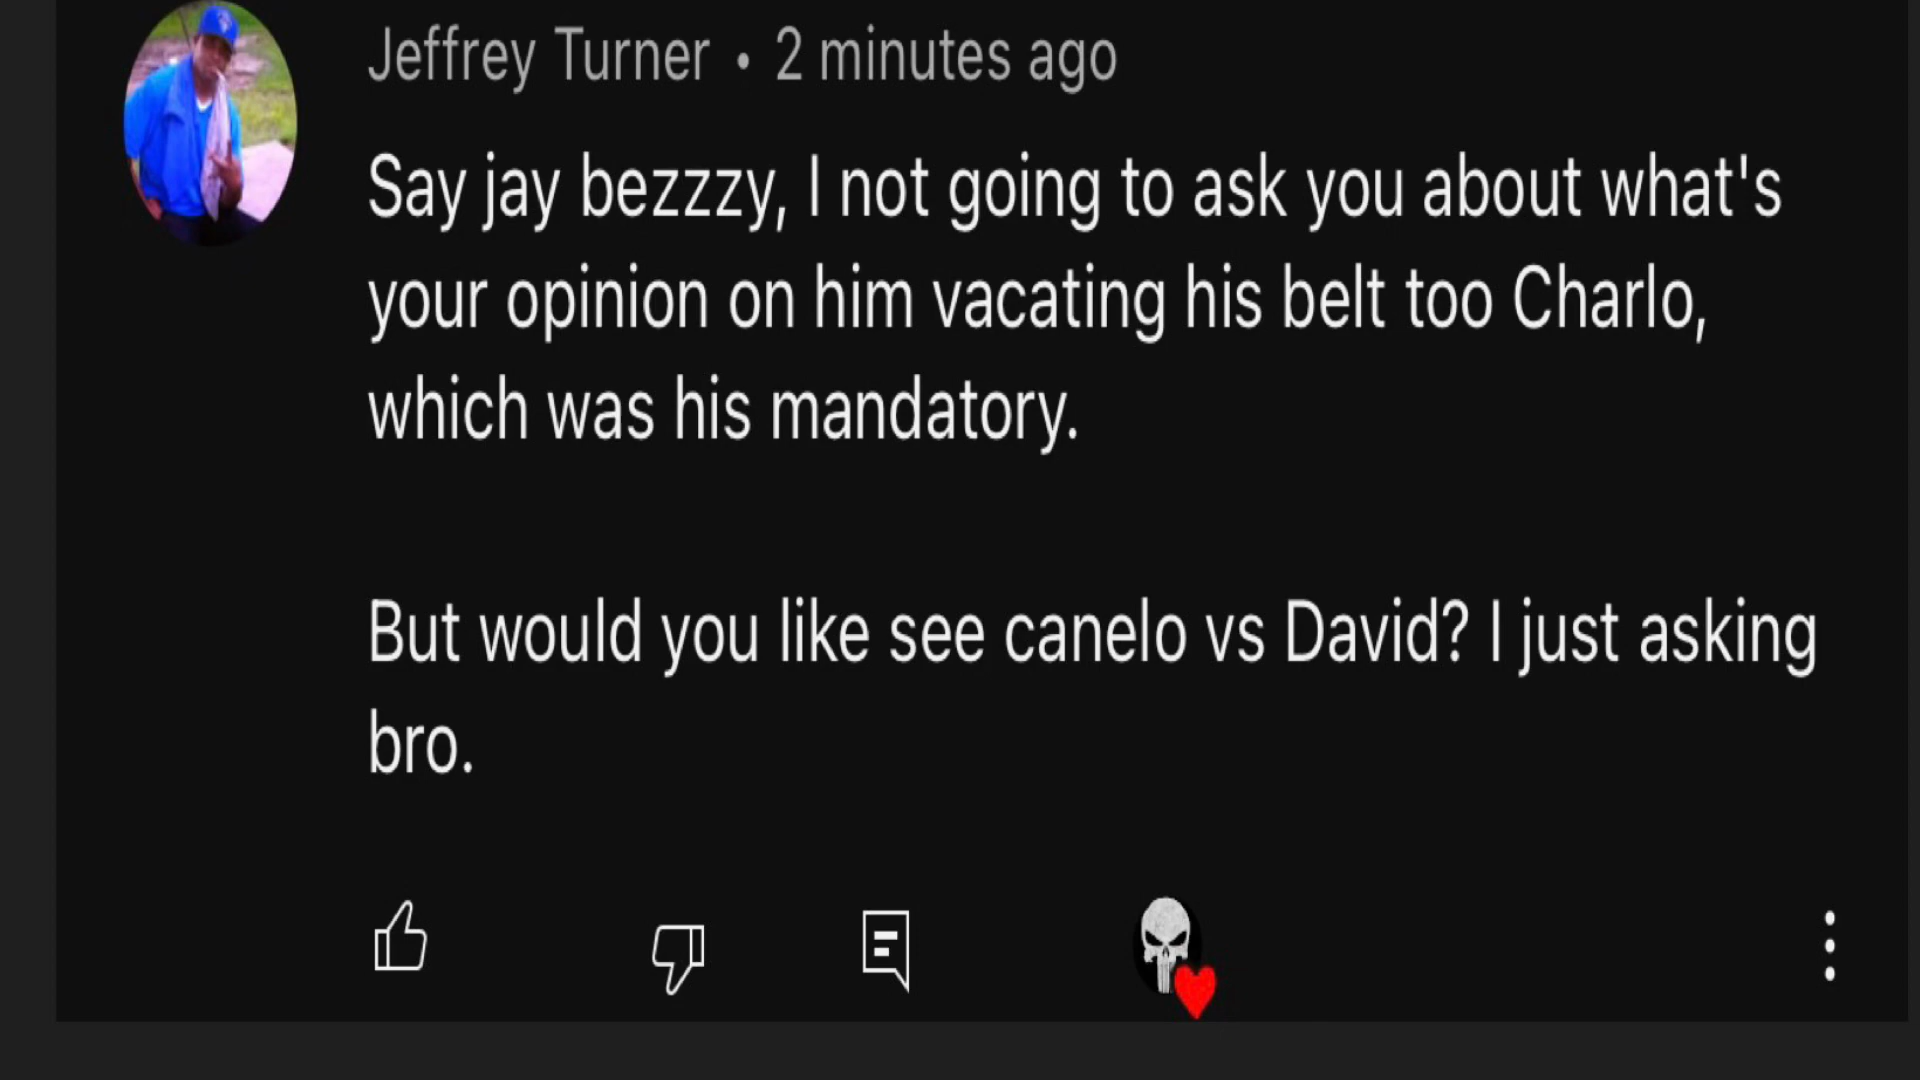 Jeffrey Turner • 2 minutes ago
Say jay bezzzy, I not going to ask you about what's
your opinion on him vacating his belt too Charlo,
which was his mandatory.
But would you like see canelo vs David? I just asking
bro.